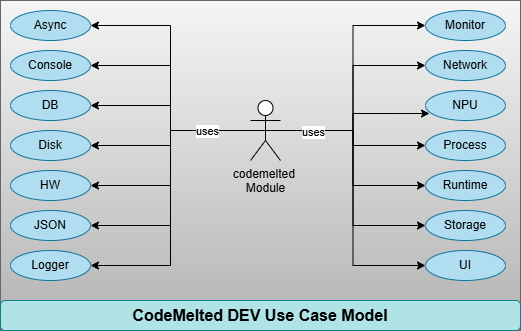 Async
Console
DB
Disk
HW
JSON
Logger
uses
codemelted
Module
uses
Monitor
Network
NPU
Process
Runtime
Storage
UI
CodeMelted DEV Use Case Model